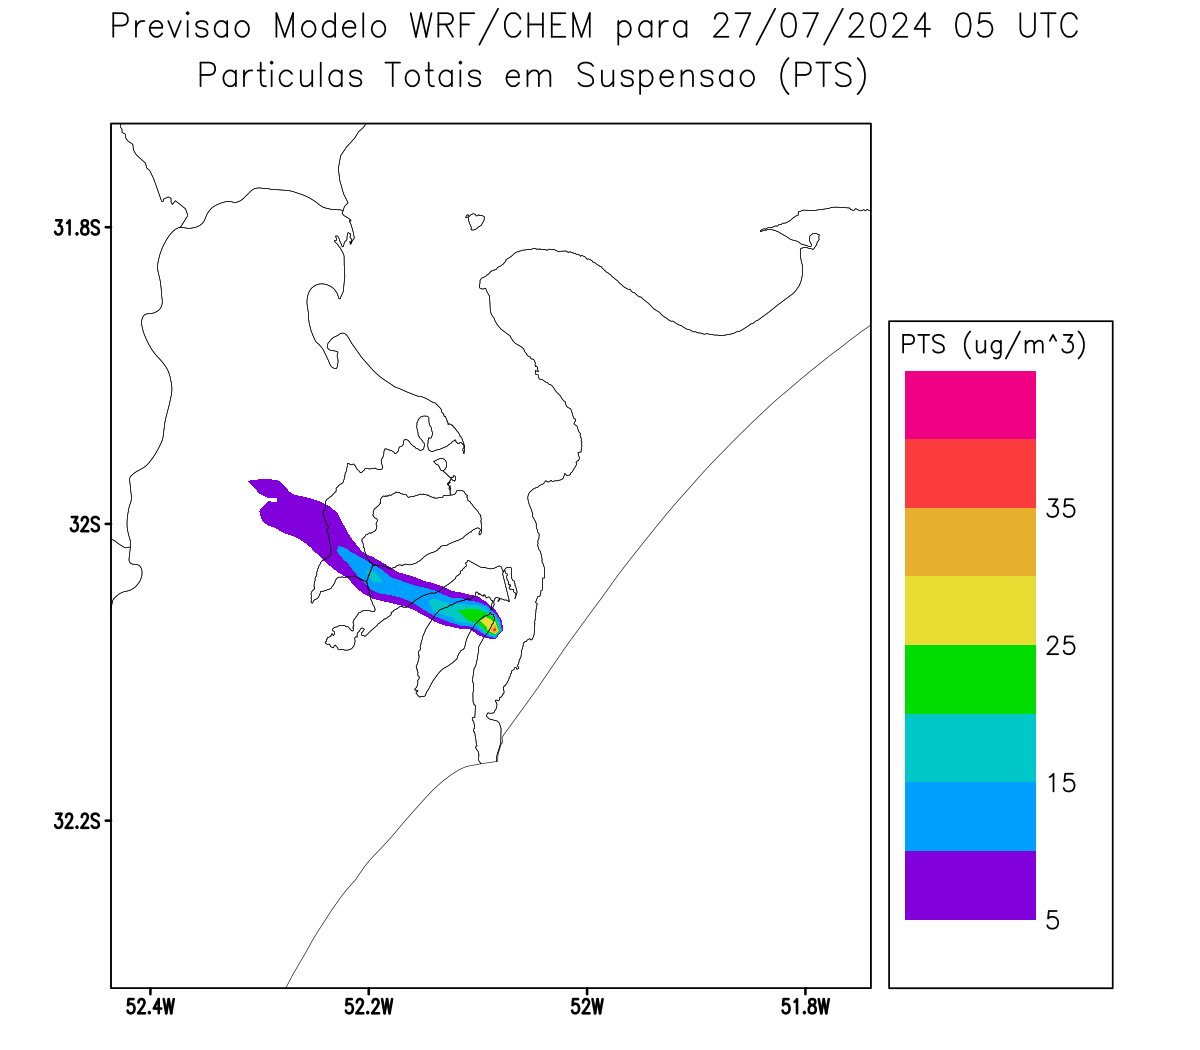 Previsao Modelo WRF/CHEM para 27/07/2024 05 UTC
Particulas Totais em Suspensao (PTS)
31.8S
32S
32.2S
52.4W
52.2W
52W
51.8W
PTS (ug/m^3)
35
25
15
5